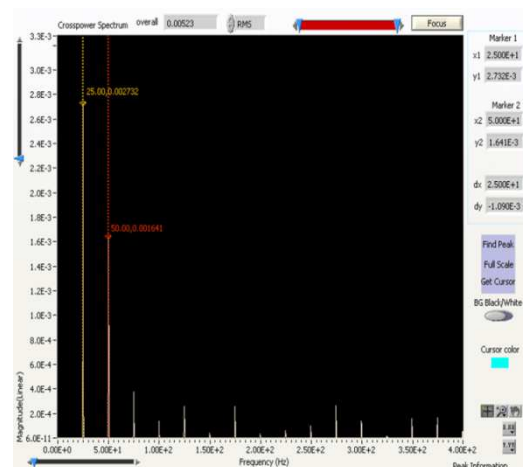 Crosspower Spectrum overall 0.00523 RMS Focus
3.3E-3
3.0E-3
2.8E-3
2.6E-3
2.4E-3
2.2E-3
2.0E-3
1.8E-3
1.6E-3
1.4E-3
1.2E-3
1.0E-3
8.0E-4
6.0E-4
4.0E-4
2.0E-4
6.0E-11
Magnitude(Linear)
25.00,0.002732
50.00,0.001641
0.00E+0 5.00E+1 1.00E+2 1.50E+2 2.00E+2 2.50E+2 3.00E+2 3.50E+2 4.00E+2
Frequency (Hz)
Marker 1
x1 2.500E+1
y1 2.732E-3
Marker 2
x2 5.000E+1
y2 1.641E-3
dx 2.500E+1
dy -1.090E-3
Find Peak
Full Scale
Get Cursor
BG Black/White
Cursor color
X.XX
Y.YY
Peak Information